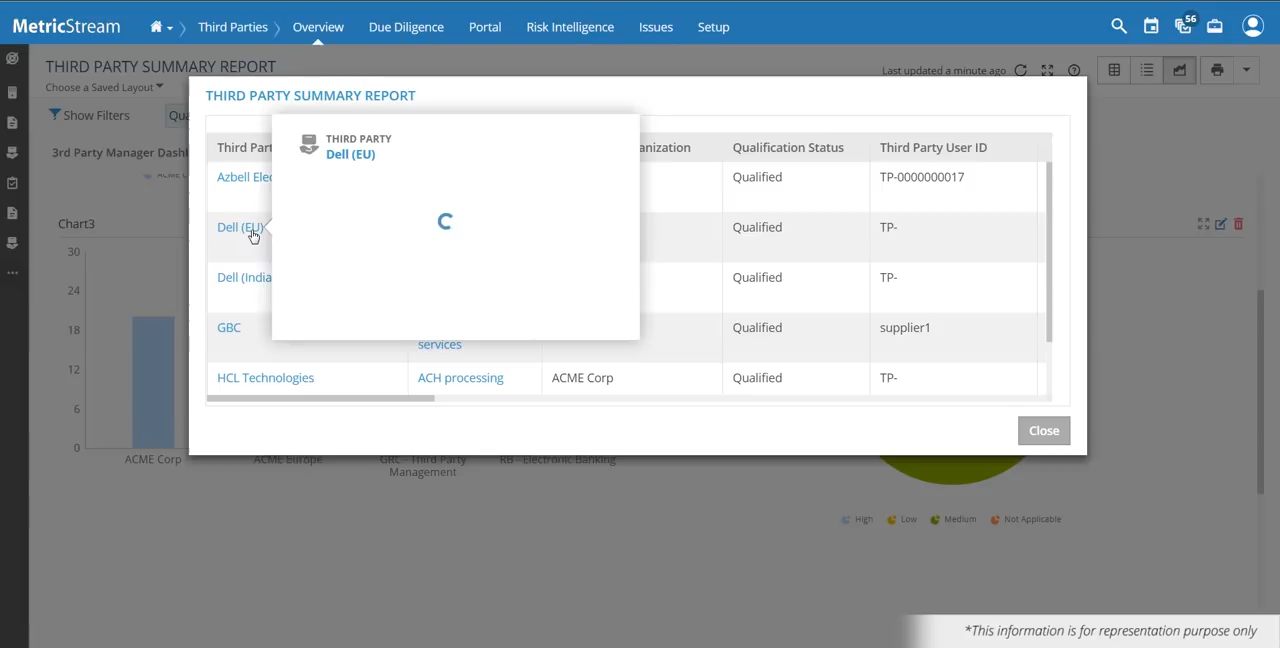 MetricStream
Third Parties
Overview
Due Diligence
Portal
Risk Intelligence
Issues
Setup
56
THIRD PARTY SUMMARY REPORT
Choose a Saved Layout
Last updated a minute ago
Show Filters
Qua
3rd Party Manager Dashl
ACME C
Chart3
30
24
18
12
6
0
ACME Corp
ACME Europe
GRC - Third-Party
Management
RB - Electronic Banking
High
Low
Medium
Not Applicable
THIRD PARTY SUMMARY REPORT
Third Part
anization
Qualification Status
Third Party User ID
Azbell Elec
Qualified
TP-0000000017
Dell (EU)
Qualified
TP-
Dell (India
Qualified
TP-
GBC
services
Qualified
supplier1
HCL Technologies
ACH processing
ACME Corp
Qualified
TP-
THIRD PARTY
Dell (EU)
Close
*This information is for representation purpose only